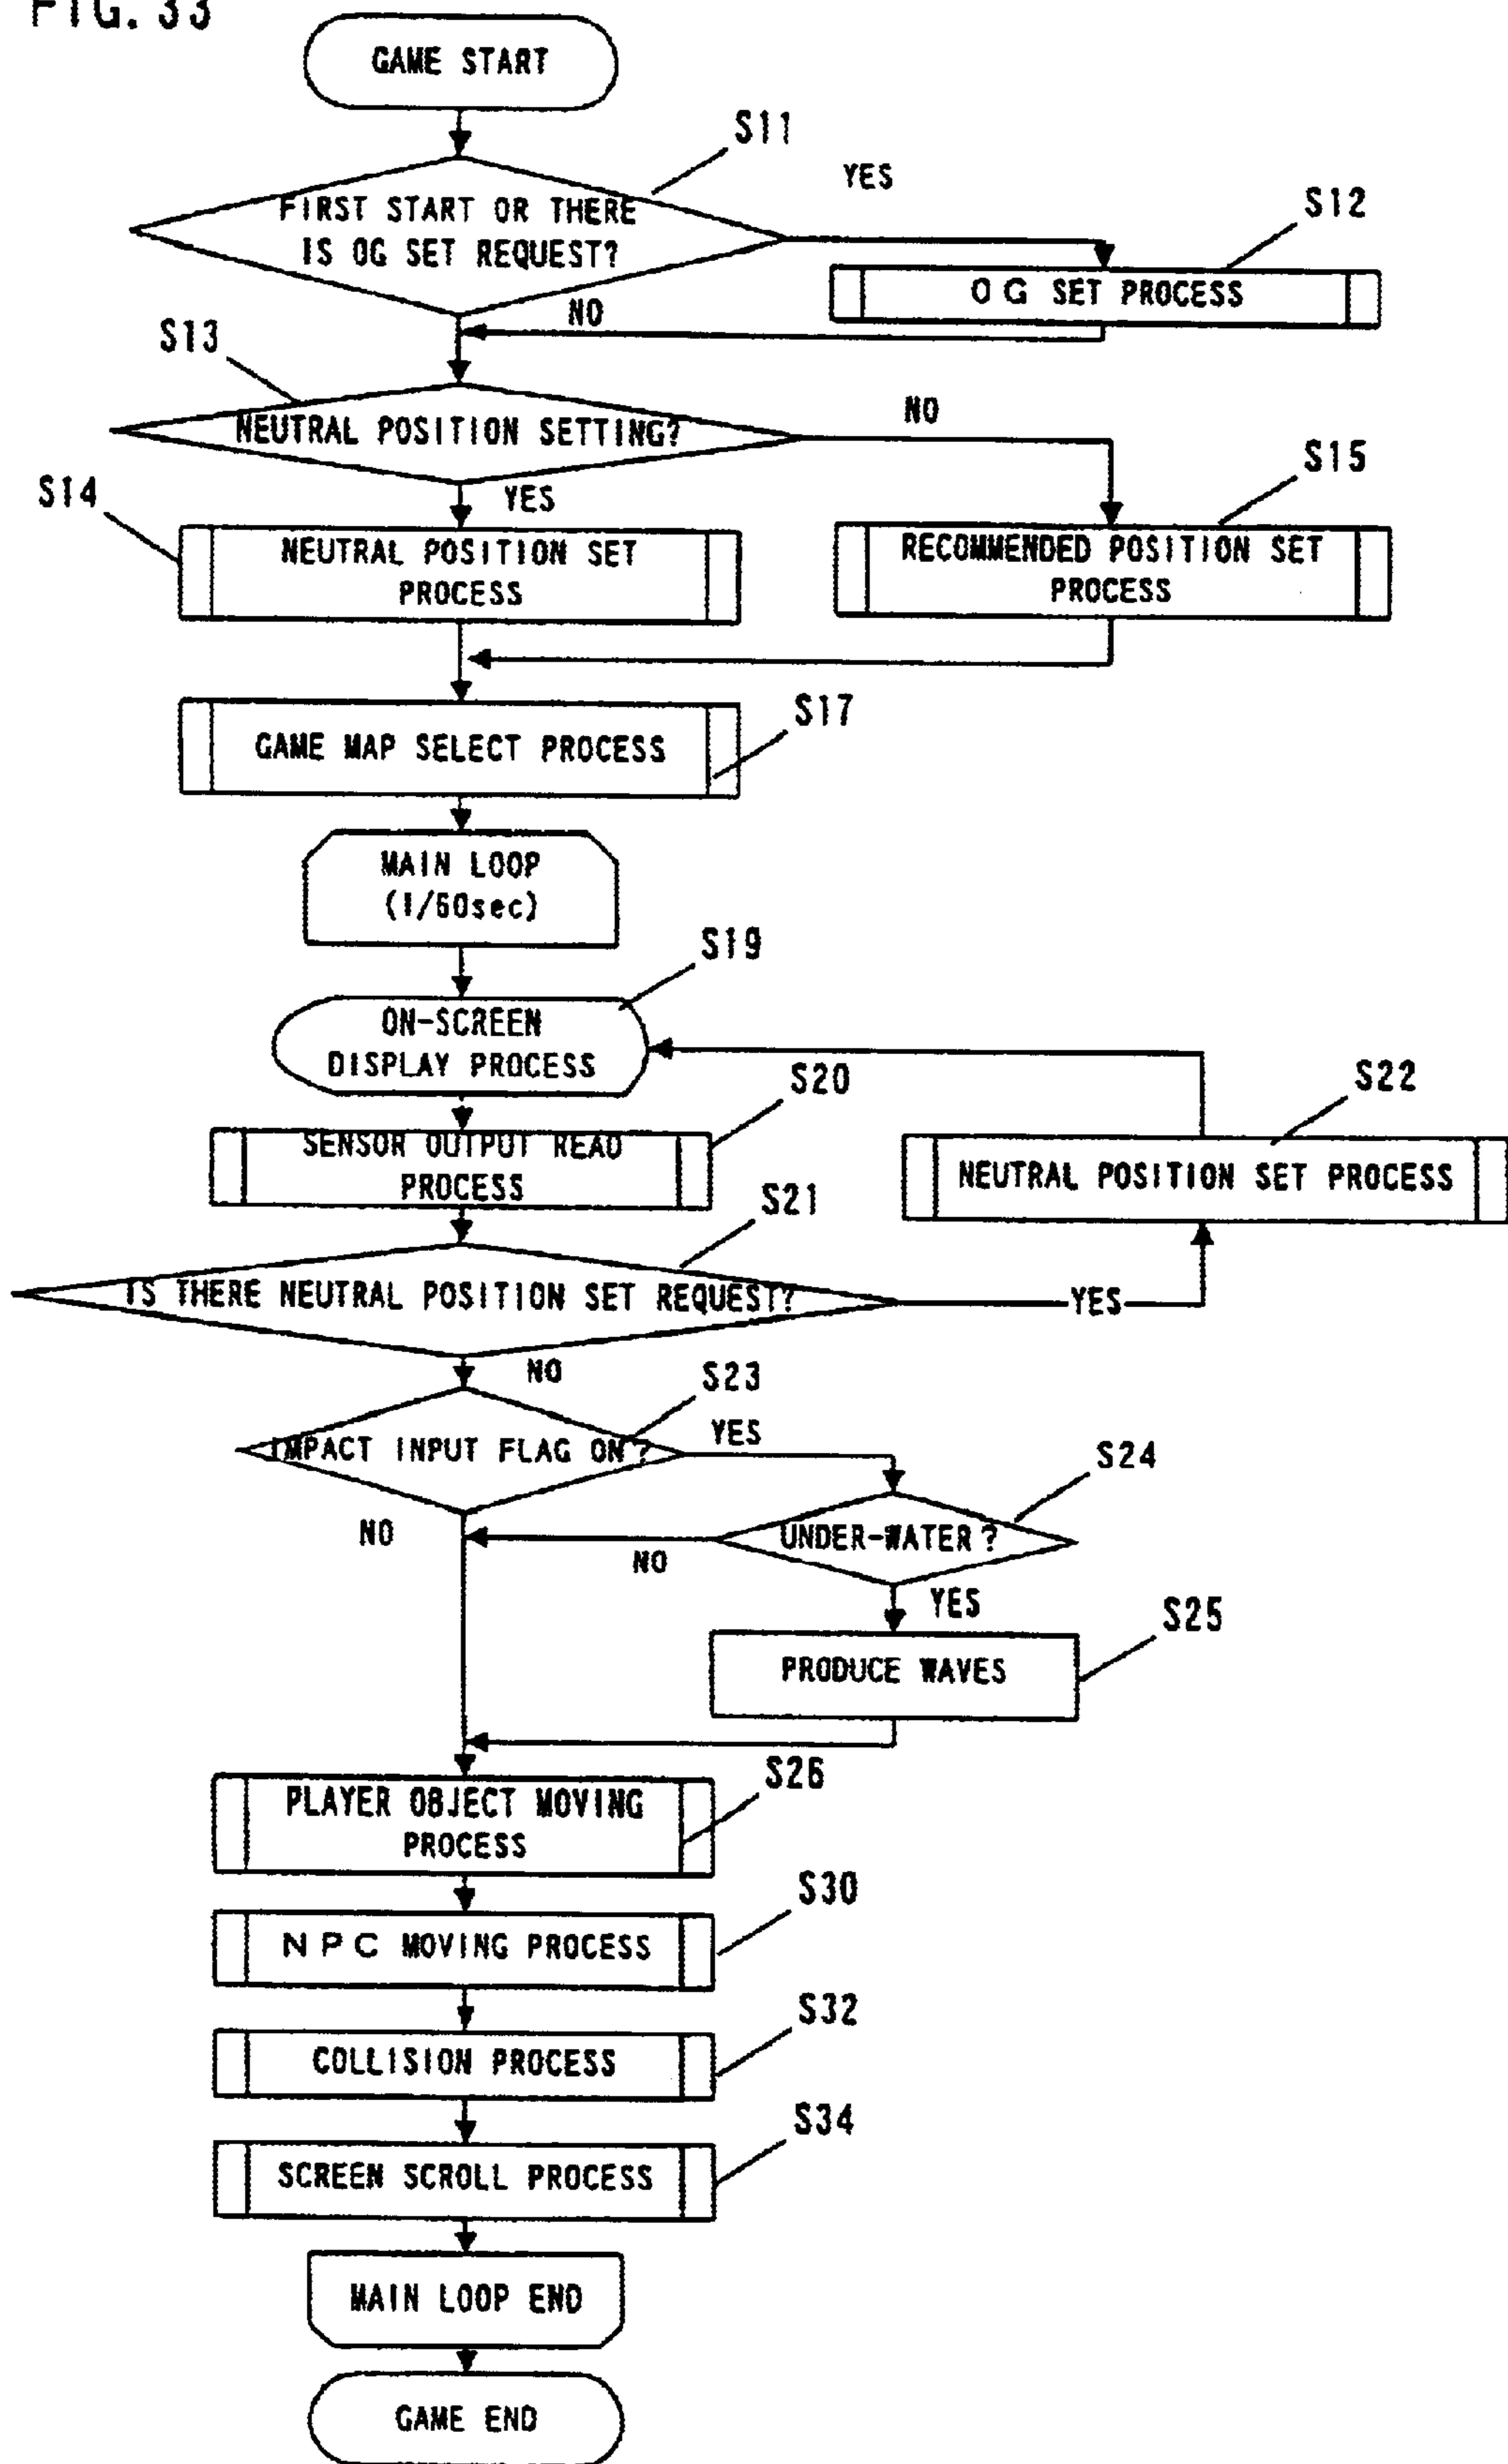 FIG. 33
GAME START
S11
YES
FIRST START OR THERE
IS OG SET REQUEST?
S12
OG SET PROCESS
NO
S13
NEUTRAL POSITION SETTING?
NO
S14
YES
S15
NEUTRAL POSITION SET
PROCESS
RECOMMENDED POSITION SET
PROCESS
GAME MAP SELECT PROCESS
S17
MAIN LOOP
(1/60sec)
S19
ON-SCREEN
DISPLAY PROCESS
S20
S22
SENSOR OUTPUT READ
PROCESS
NEUTRAL POSITION SET PROCESS
S21
IS THERE NEUTRAL POSITION SET REQUEST?
YES
NO
S23
IMPACT INPUT FLAG ON?
YES
S24
UNDER-WATER?
NO
NO
YES
S25
PRODUCE WAVES
S26
PLAYER OBJECT MOVING
PROCESS
S30
NPC MOVING PROCESS
S32
COLLISION PROCESS
S34
SCREEN SCROLL PROCESS
MAIN LOOP END
GAME END